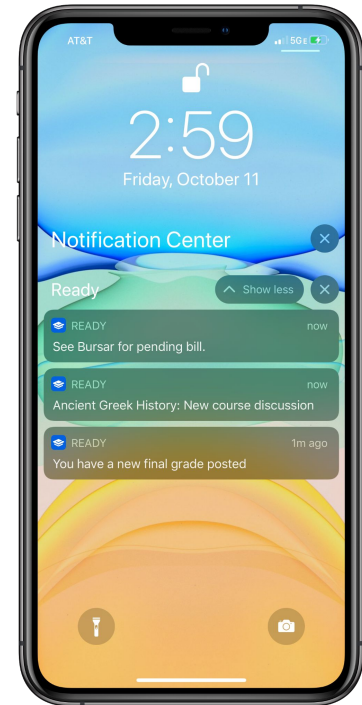 AT&T 5GE
2:59
Friday, October 11
Notification Center
Ready Show less
READY now
See Bursar for pending bill.
READY now
Ancient Greek History: New course discussion
READY 1m ago
You have a new final grade posted